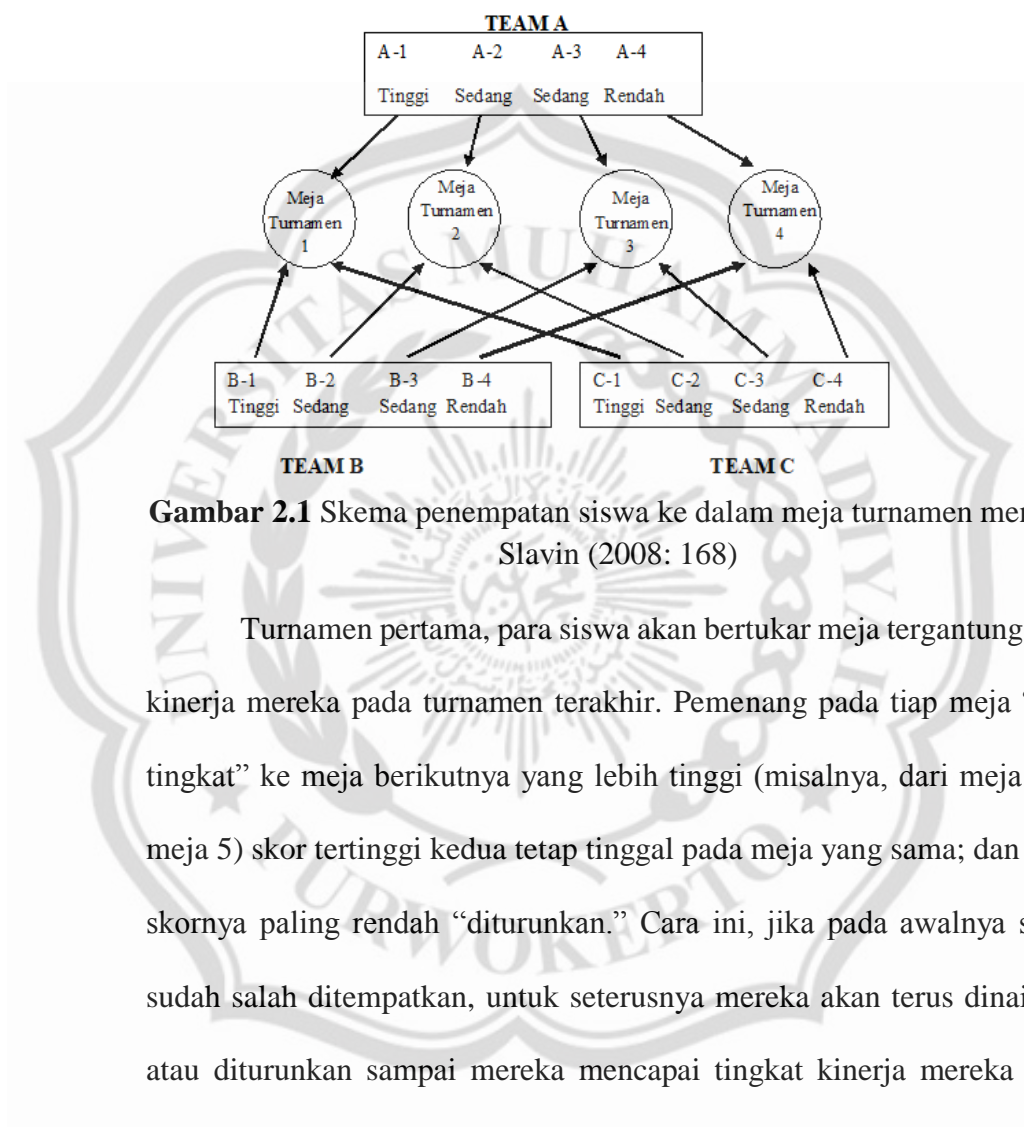 TEAM A
A-1 A-2 A-3 A-4
Tinggi Sedang Sedang Rendah
Meja Turnamen 1
Meja Turnamen 2
Meja Turnamen 3
Meja Turnamen 4
B-1 B-2 B-3 B-4
Tinggi Sedang Sedang Rendah
C-1 C-2 C-3 C-4
Tinggi Sedang Sedang Rendah
TEAM B
TEAM C
Gambar 2.1 Skema penempatan siswa ke dalam meja turnamen
Slavin (2008: 168)
Turnamen pertama, para siswa akan bertukar meja tergantung
kinerja mereka pada turnamen terakhir. Pemenang pada tiap meja
tingkat” ke meja berikutnya yang lebih tinggi (misalnya, dari meja
meja 5) skor tertinggi kedua tetap tinggal pada meja yang sama; dan
skornya paling rendah “diturunkan.” Cara ini, jika pada awalnya
sudah salah ditempatkan, untuk seterusnya mereka akan terus
atau diturunkan sampai mereka mencapai tingkat kinerja mereka
UNIVERSITAS MUHAMMADIYAH
PURWOKERTO